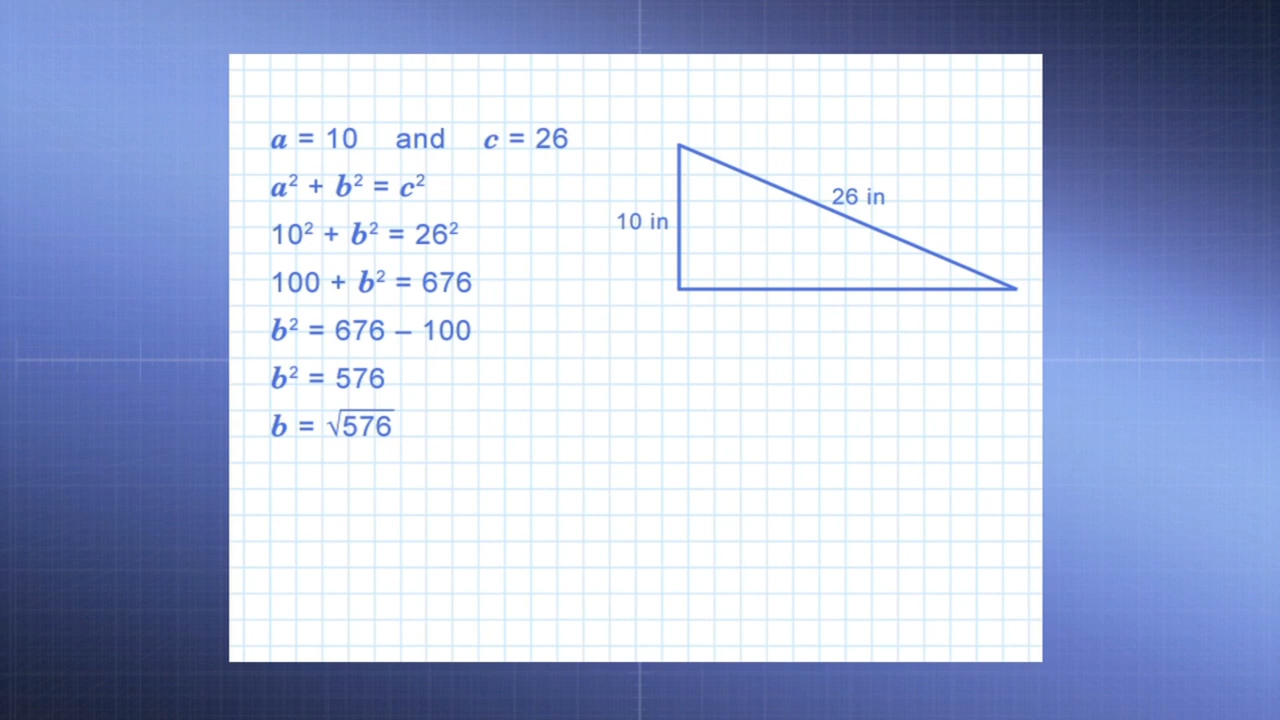 a = 10 and c = 26
a² + b² = c²
10² + b² = 26²
100 + b² = 676
b² = 676 – 100
b² = 576
b = √576
26 in
10 in